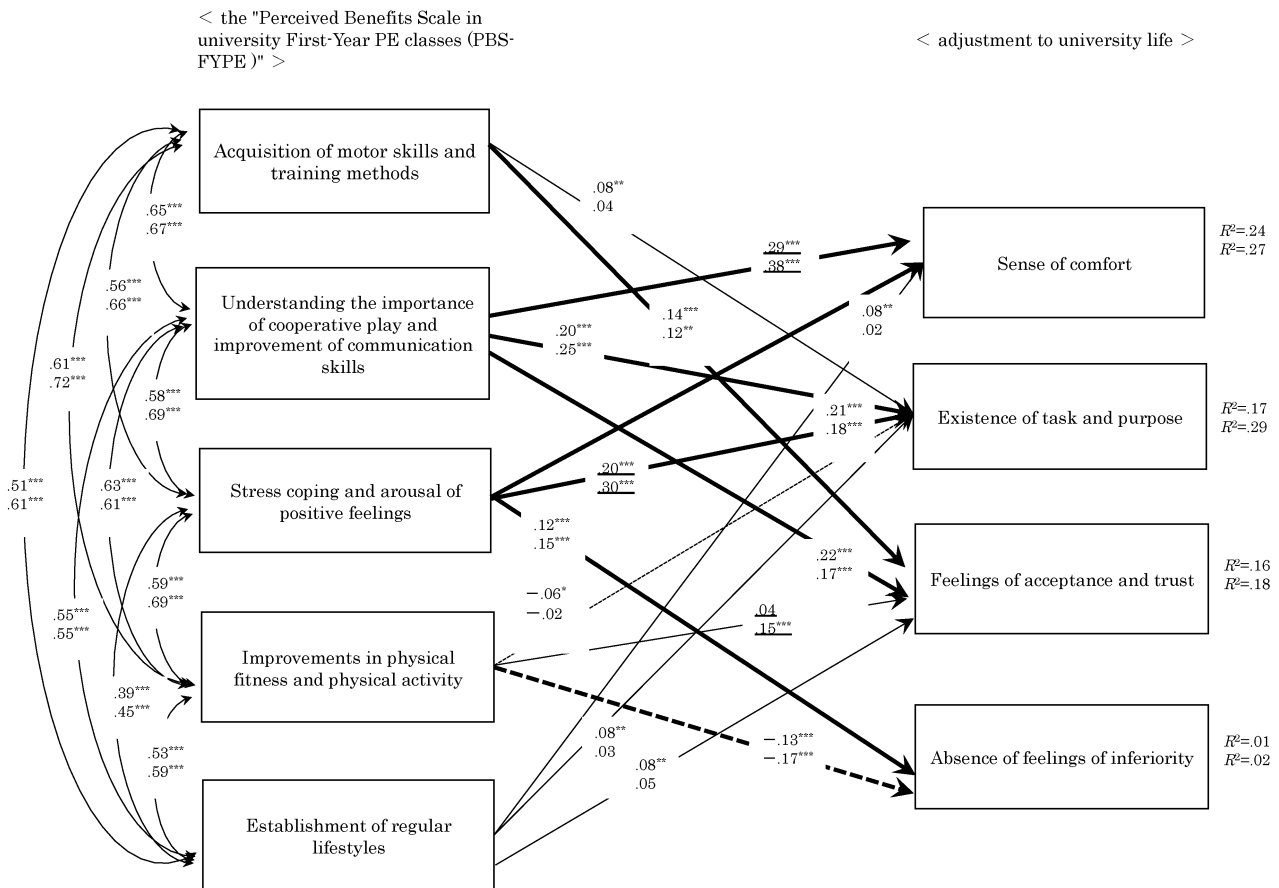 < the "Perceived Benefits Scale in
university First-Year PE classes (PBS-
FYPE )" >
< adjustment to university life >
Acquisition of motor skills and
training methods
.08**
.04
.65***
.67***
.29***
.38***
R²=.24
R²=.27
Sense of comfort
.56***
.66***
Understanding the importance
of cooperative play and
improvement of communication
skills
.14***
.12**
.08**
.02
.20***
.25***
.61***
.72***
.58***
.69***
.21***
.18***
Existence of task and purpose
R²=.17
R²=.29
.51***
.61***
.63***
.61***
Stress coping and arousal of
positive feelings
.20***
.30***
.12***
.15***
.22***
.17***
.59***
.69***
Feelings of acceptance and trust
R²=.16
R²=.18
−.06*
−.02
.04
.15***
.55***
.55***
Improvements in physical
fitness and physical activity
.39***
.45***
.08**
.03
−.13***
−.17***
Absence of feelings of inferiority
R²=.01
R²=.02
.53***
.59***
.08**
.05
Establishment of regular
lifestyles